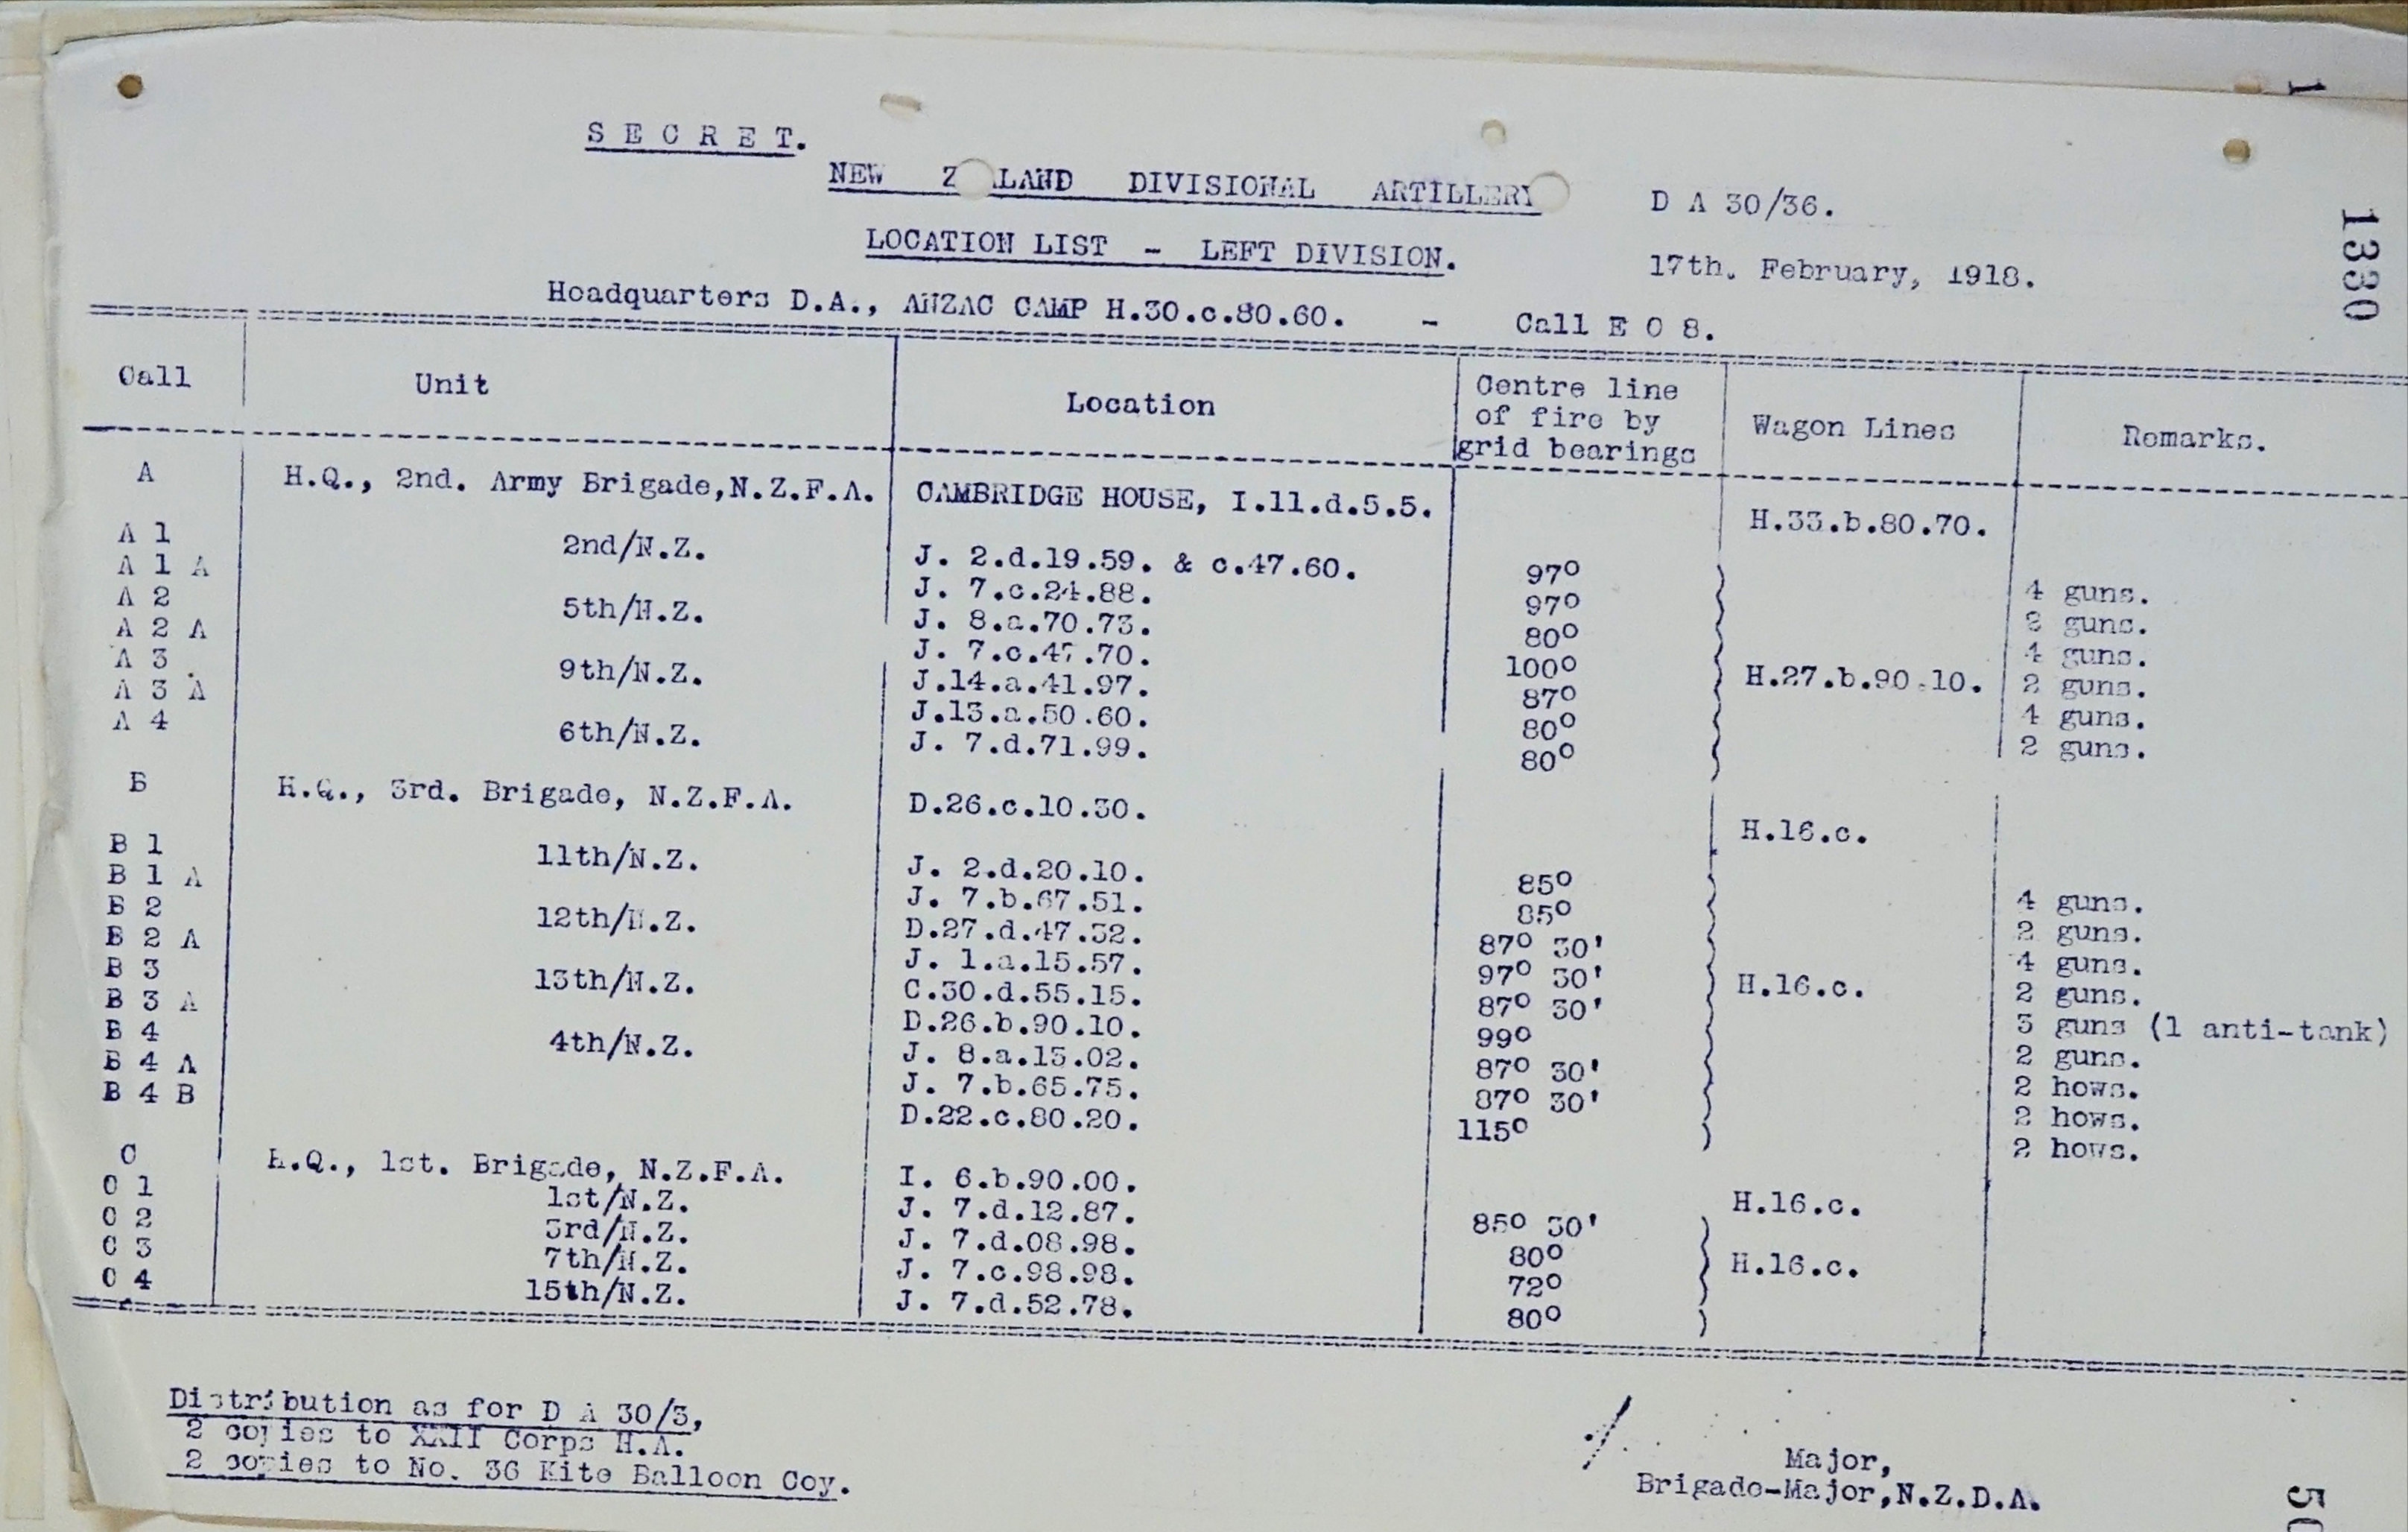 SECRET.
NEW Z LAND DIVISIONAL ARTILLERY
D A 30/36.
LOCATION LIST - LEFT DIVISION.
17th. February, 1918.
Headquarters D.A., ANZAC CAMP H.30.c.80.60. - Call E O 8.
Call Unit Location Centre line of fire by grid bearings Wagon Lines Remarks.
A H.Q., 2nd. Army Brigade, N.Z.F.A. CAMBRIDGE HOUSE, I.11.d.5.5. H.33.b.80.70.
A 1 2nd/N.Z. J. 2.d.19.59. & c.47.60. 97° 4 guns.
A 1 A J. 7.c.24.88. 97° 2 guns.
A 2 5th/N.Z. J. 8.a.70.73. 80° 4 guns.
A 2 A J. 7.c.47.70. 100° H.27.b.90.10. 2 guns.
A 3 9th/N.Z. J.14.a.41.97. 87° 4 guns.
A 3 A J.13.a.50.60. 80° 2 guns.
A 4 6th/N.Z. J. 7.d.71.99. 80°
B H.Q., 3rd. Brigade, N.Z.F.A. D.26.c.10.30. H.16.c.
B 1 11th/N.Z. J. 2.d.20.10. 85° 4 guns.
B 1 A J. 7.b.67.51. 85° 2 guns.
B 2 12th/N.Z. D.27.d.47.32. 87° 30' 4 guns.
B 2 A J. 1.a.15.57. 97° 30' H.16.c. 2 guns.
B 3 13th/N.Z. C.30.d.55.15. 87° 30' 3 guns (1 anti-tank)
B 3 A D.26.b.90.10. 99° 2 guns.
B 4 4th/N.Z. J. 8.a.15.02. 87° 30' 2 hows.
B 4 A J. 7.b.65.75. 87° 30' 2 hows.
B 4 B D.22.c.80.20. 115° 2 hows.
C H.Q., 1st. Brigade, N.Z.F.A. I. 6.b.90.00. H.16.c.
C 1 1st/N.Z. J. 7.d.12.87. 85° 30'
C 2 3rd/N.Z. J. 7.d.08.98. 80° H.16.c.
C 3 7th/N.Z. J. 7.c.98.98. 72°
C 4 15th/N.Z. J. 7.d.52.78. 80°
Distribution as for D A 30/3,
2 copies to XXII Corps H.A.
2 copies to No. 36 Kite Balloon Coy.
Major,
Brigade-Major, N.Z.D.A.
1330